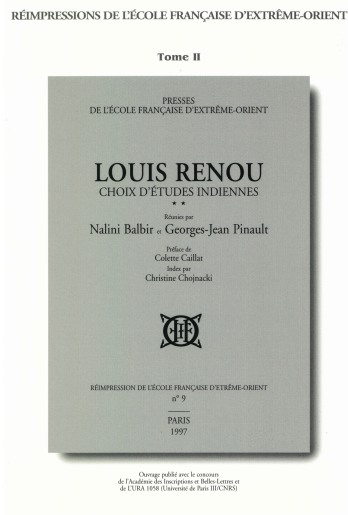 RÉIMPRESSIONS DE L'ÉCOLE FRANÇAISE D'EXTRÊME-ORIENT
Tome II
PRESSES
DE L'ÉCOLE FRANÇAISE D'EXTRÊME-ORIENT
LOUIS RENOU
CHOIX D'ÉTUDES INDIENNES
★ ★
Réunies par
Nalini Balbir et Georges-Jean Pinault
Préface de
Colette Caillat
Index par
Christine Chojnacki
RÉIMPRESSION DE L'ÉCOLE FRANÇAISE D'ETRÊME-ORIENT
n° 9
PARIS
1997
Ouvrage publié avec le concours
de l'Académie des Inscriptions et Belles-Lettres et
de L'URA 1058 (Université de Paris III/CNRS)